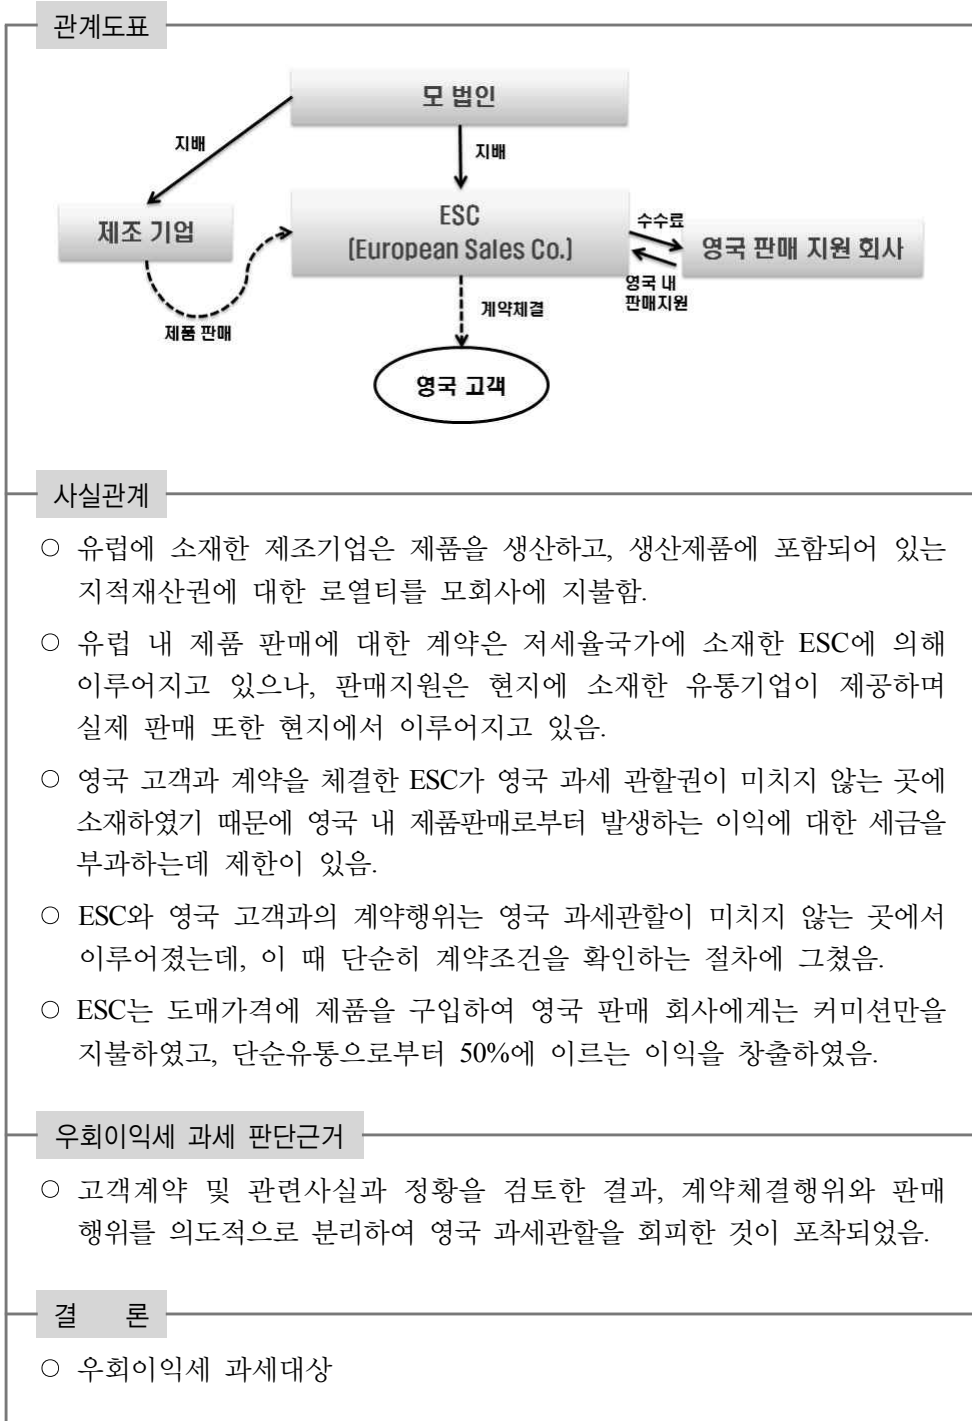 관계도표
모 법인
지배
지배
제조 기업
ESC
(European Sales Co.)
수수료
영국 판매 지원 회사
영국 내
판매지원
제품 판매
계약체결
영국 고객
사실관계
○ 유럽에 소재한 제조기업은 제품을 생산하고, 생산제품에 포함되어 있는
지적재산권에 대한 로열티를 모회사에 지불함.
○ 유럽 내 제품 판매에 대한 계약은 저세율국가에 소재한 ESC에 의해
이루어지고 있으나, 판매지원은 현지에 소재한 유통기업이 제공하며
실제 판매 또한 현지에서 이루어지고 있음.
○ 영국 고객과 계약을 체결한 ESC가 영국 과세 관할권이 미치지 않는 곳에
소재하였기 때문에 영국 내 제품판매로부터 발생하는 이익에 대한 세금을
부과하는데 제한이 있음.
○ ESC와 영국 고객과의 계약행위는 영국 과세관할이 미치지 않는 곳에서
이루어졌는데, 이 때 단순히 계약조건을 확인하는 절차에 그쳤음.
○ ESC는 도매가격에 제품을 구입하여 영국 판매 회사에게는 커미션만을
지불하였고, 단순유통으로부터 50%에 이르는 이익을 창출하였음.
우회이익세 과세 판단근거
○ 고객계약 및 관련사실과 정황을 검토한 결과, 계약체결행위와 판매
행위를 의도적으로 분리하여 영국 과세관할을 회피한 것이 포착되었음.
결 론
○ 우회이익세 과세대상